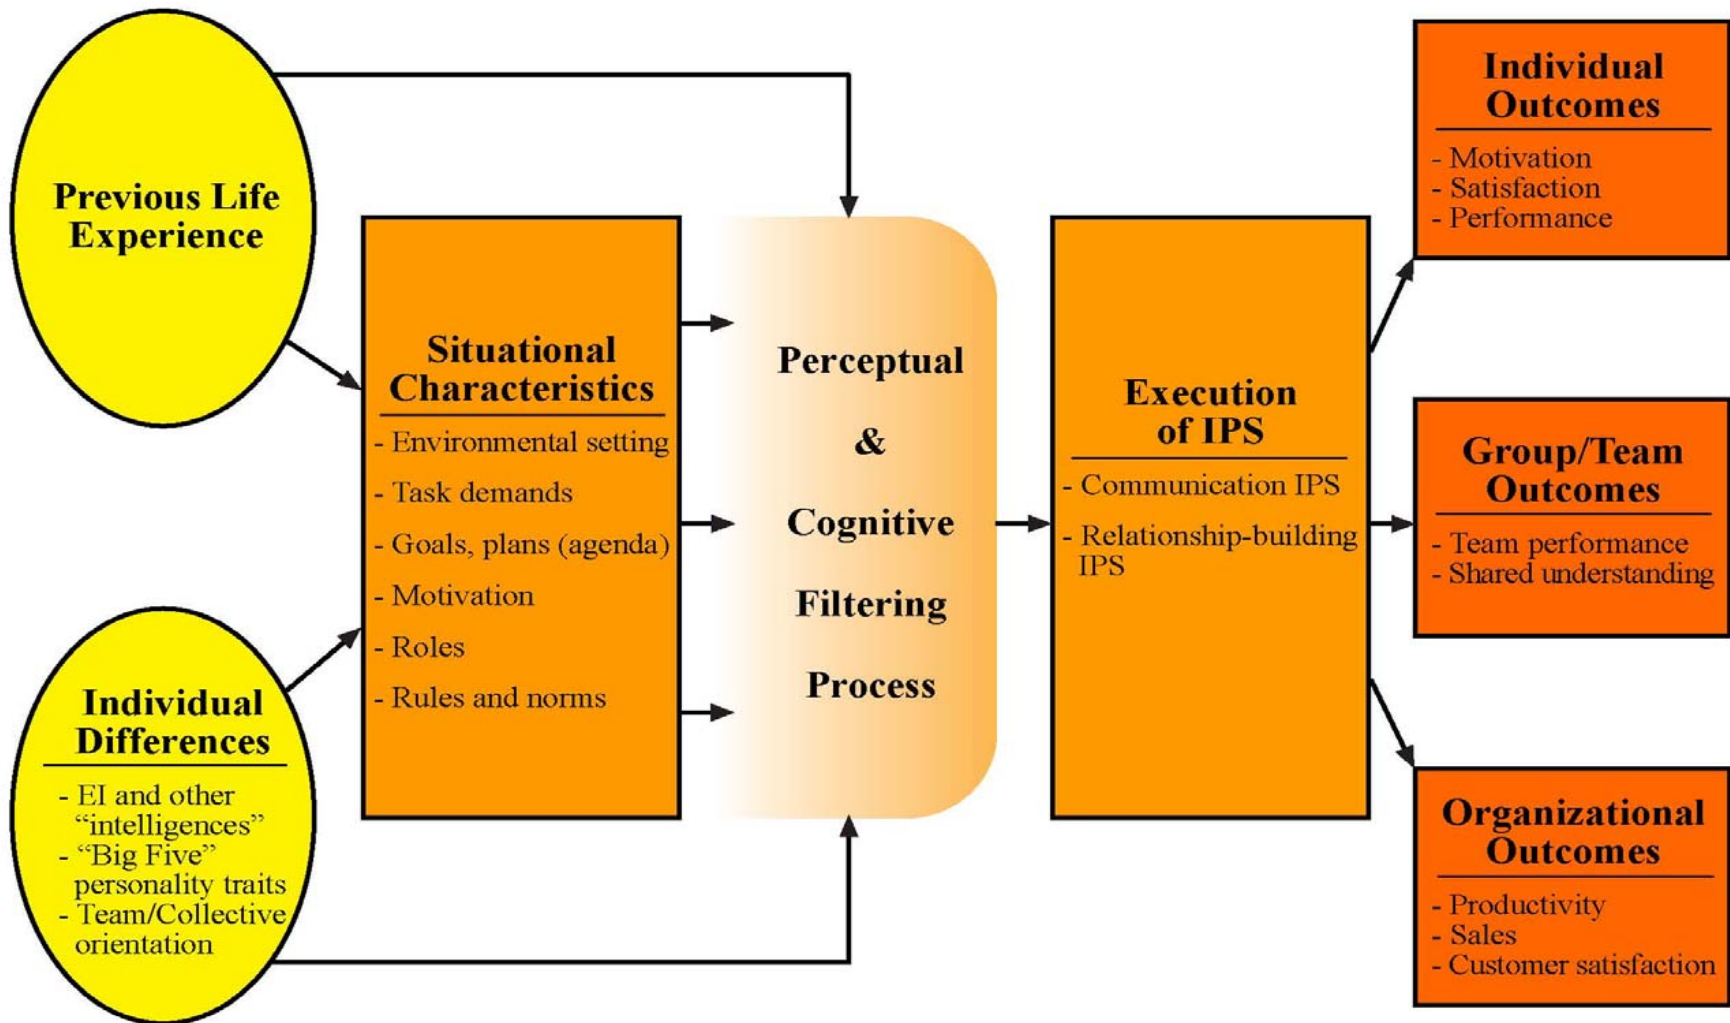 Previous Life
Experience
Individual
Differences
- EI and other
“intelligences”
- “Big Five”
personality traits
- Team/Collective
orientation
Situational
Characteristics
- Environmental setting
- Task demands
- Goals, plans (agenda)
- Motivation
- Roles
- Rules and norms
Perceptual
&
Cognitive
Filtering
Process
Execution
of IPS
- Communication IPS
- Relationship-building
IPS
Individual
Outcomes
- Motivation
- Satisfaction
- Performance
Group/Team
Outcomes
- Team performance
- Shared understanding
Organizational
Outcomes
- Productivity
- Sales
- Customer satisfaction